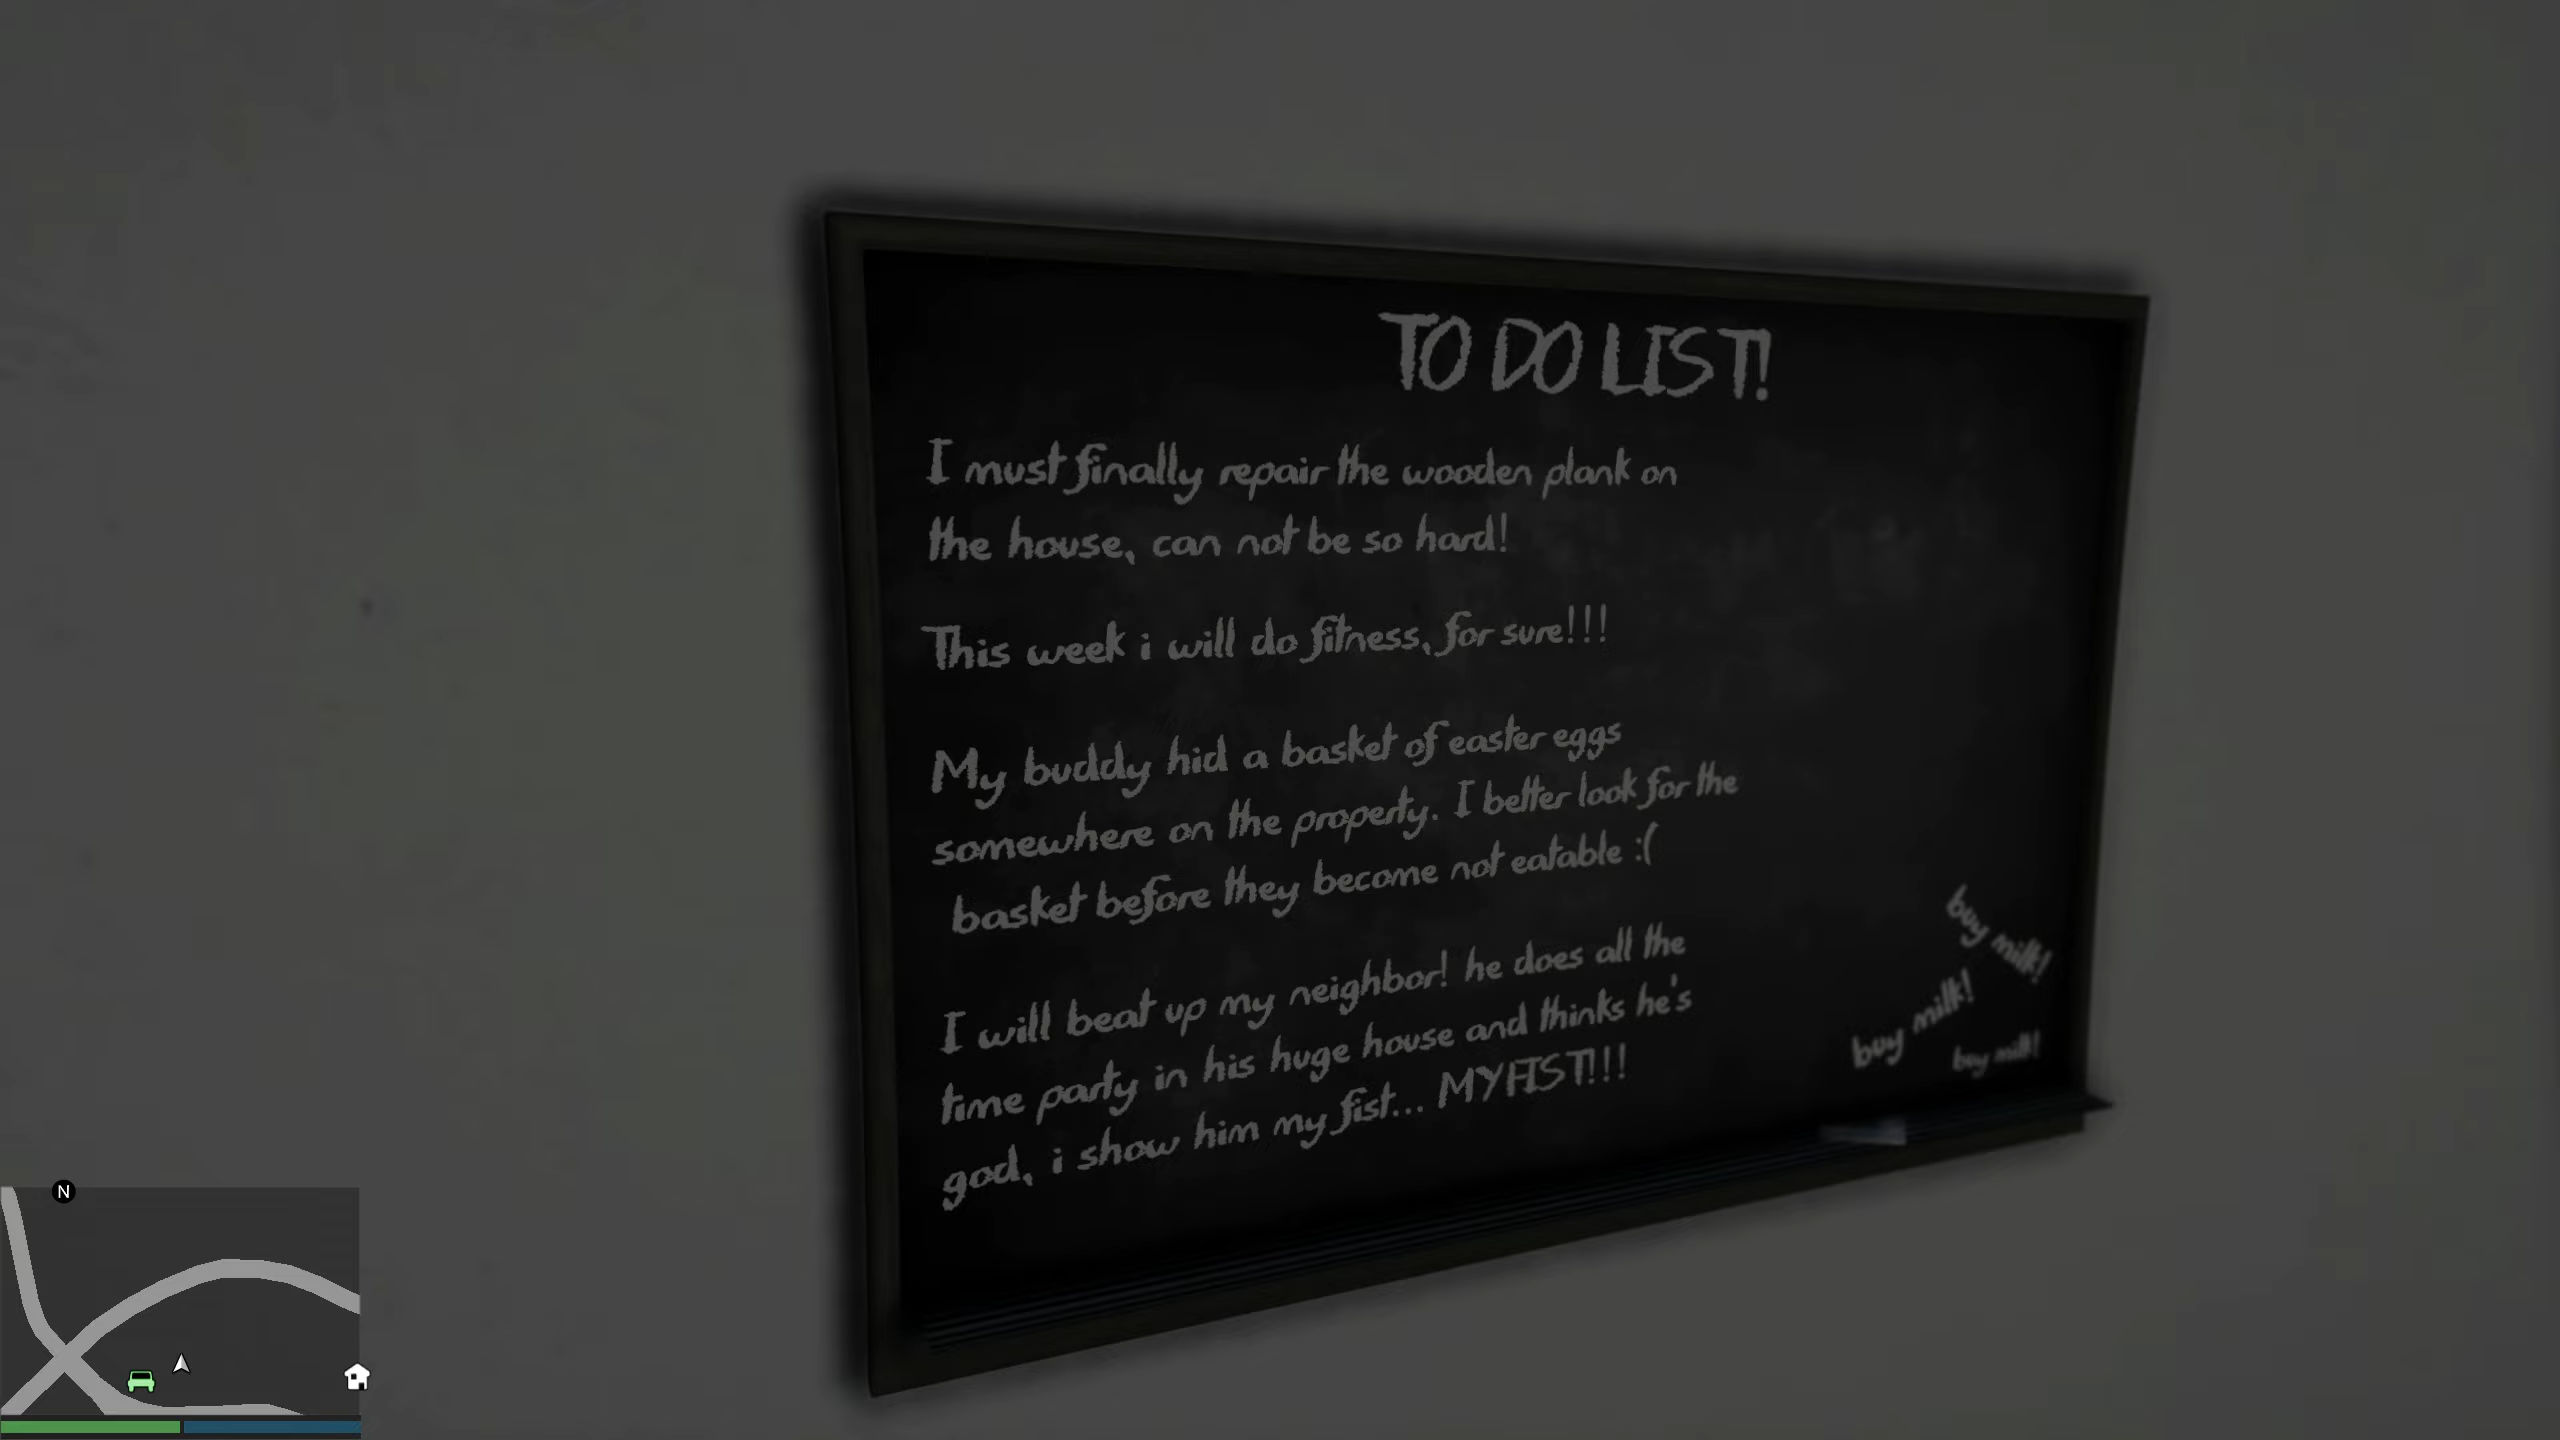 TO DO LIST!
I must finally repair the wooden plank on
the house, can not be so hard!
This week i will do fitness, for sure!!!
My buddy hid a basket of easter eggs
somewhere on the property. I better look for the
basket before they become not eatable :(
I will beat up my neighbor! he does all the
time party in his huge house and thinks he's
god, i show him my fist... MY FIST!!!
buy milk!
buy milk!
buy milk!
N